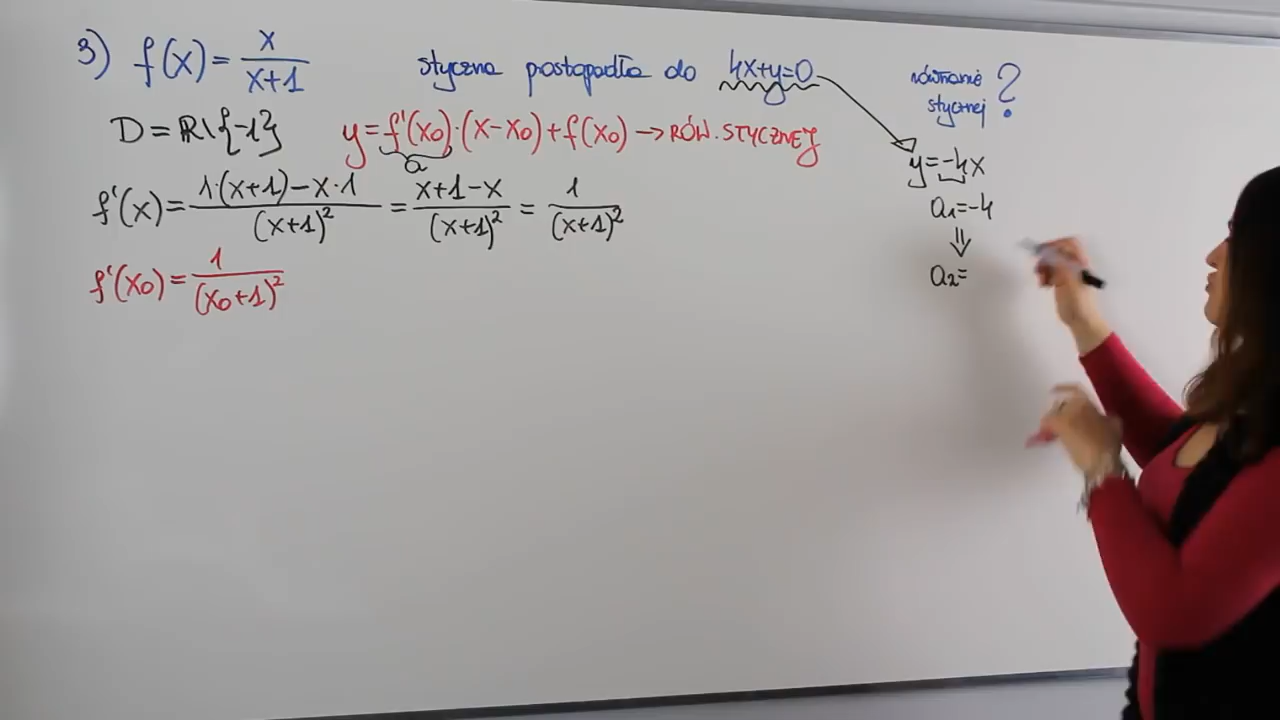 3) f(x)=x/(x+1) styczna prostopadła do 4x+y=0 równanie stycznej ?
D=ℝ\{-1} y=f'(x₀)·(x-x₀)+f(x₀)→RÓW. STYCZNEJ
a
y=-4x
f'(x)=(1·(x+1)-x·1)/(x+1)²=(x+1-x)/(x+1)²=1/(x+1)²
a₁=-4
⇓
f'(x₀)=1/(x₀+1)²
a₂=